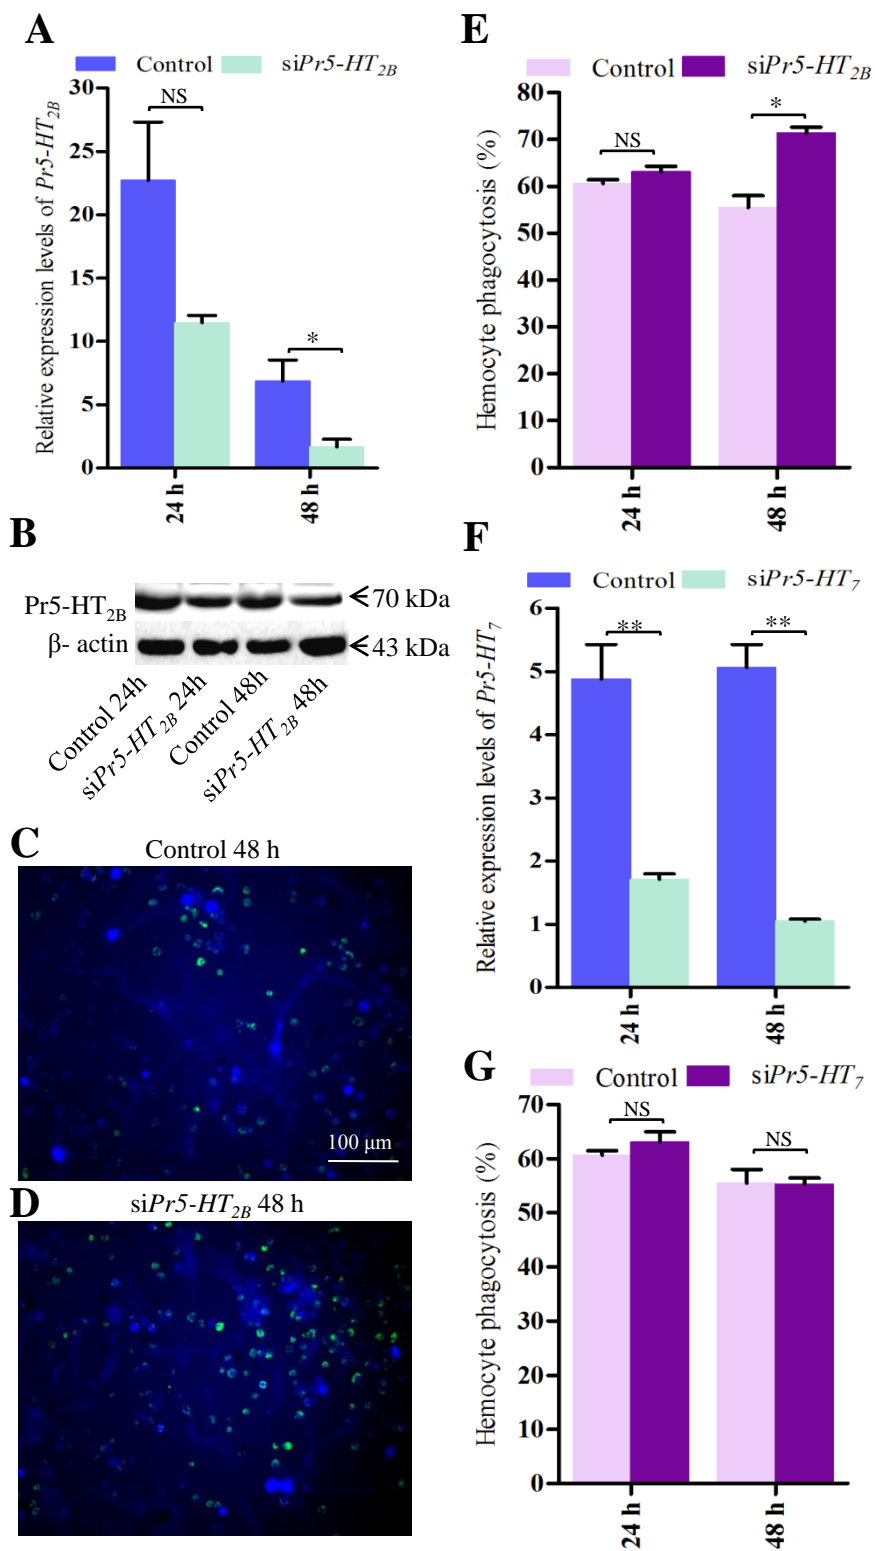 A
Control siPr5-HT2B
Relative expression levels of Pr5-HT2B
30
25
20
15
10
5
0
NS
*
24 h
48 h
B
Pr5-HT2B
70 kDa
β- actin
43 kDa
Control 24h
siPr5-HT2B 24h
Control 48h
siPr5-HT2B 48h
C
Control 48 h
100 μm
D
siPr5-HT2B 48 h
E
Control siPr5-HT2B
Hemocyte phagocytosis (%)
80
70
60
50
40
30
20
10
0
NS
*
24 h
48 h
F
Control siPr5-HT7
Relative expression levels of Pr5-HT7
6
5
4
3
2
1
0
**
**
24 h
48 h
G
Control siPr5-HT7
Hemocyte phagocytosis (%)
70
60
50
40
30
20
10
0
NS
NS
24 h
48 h